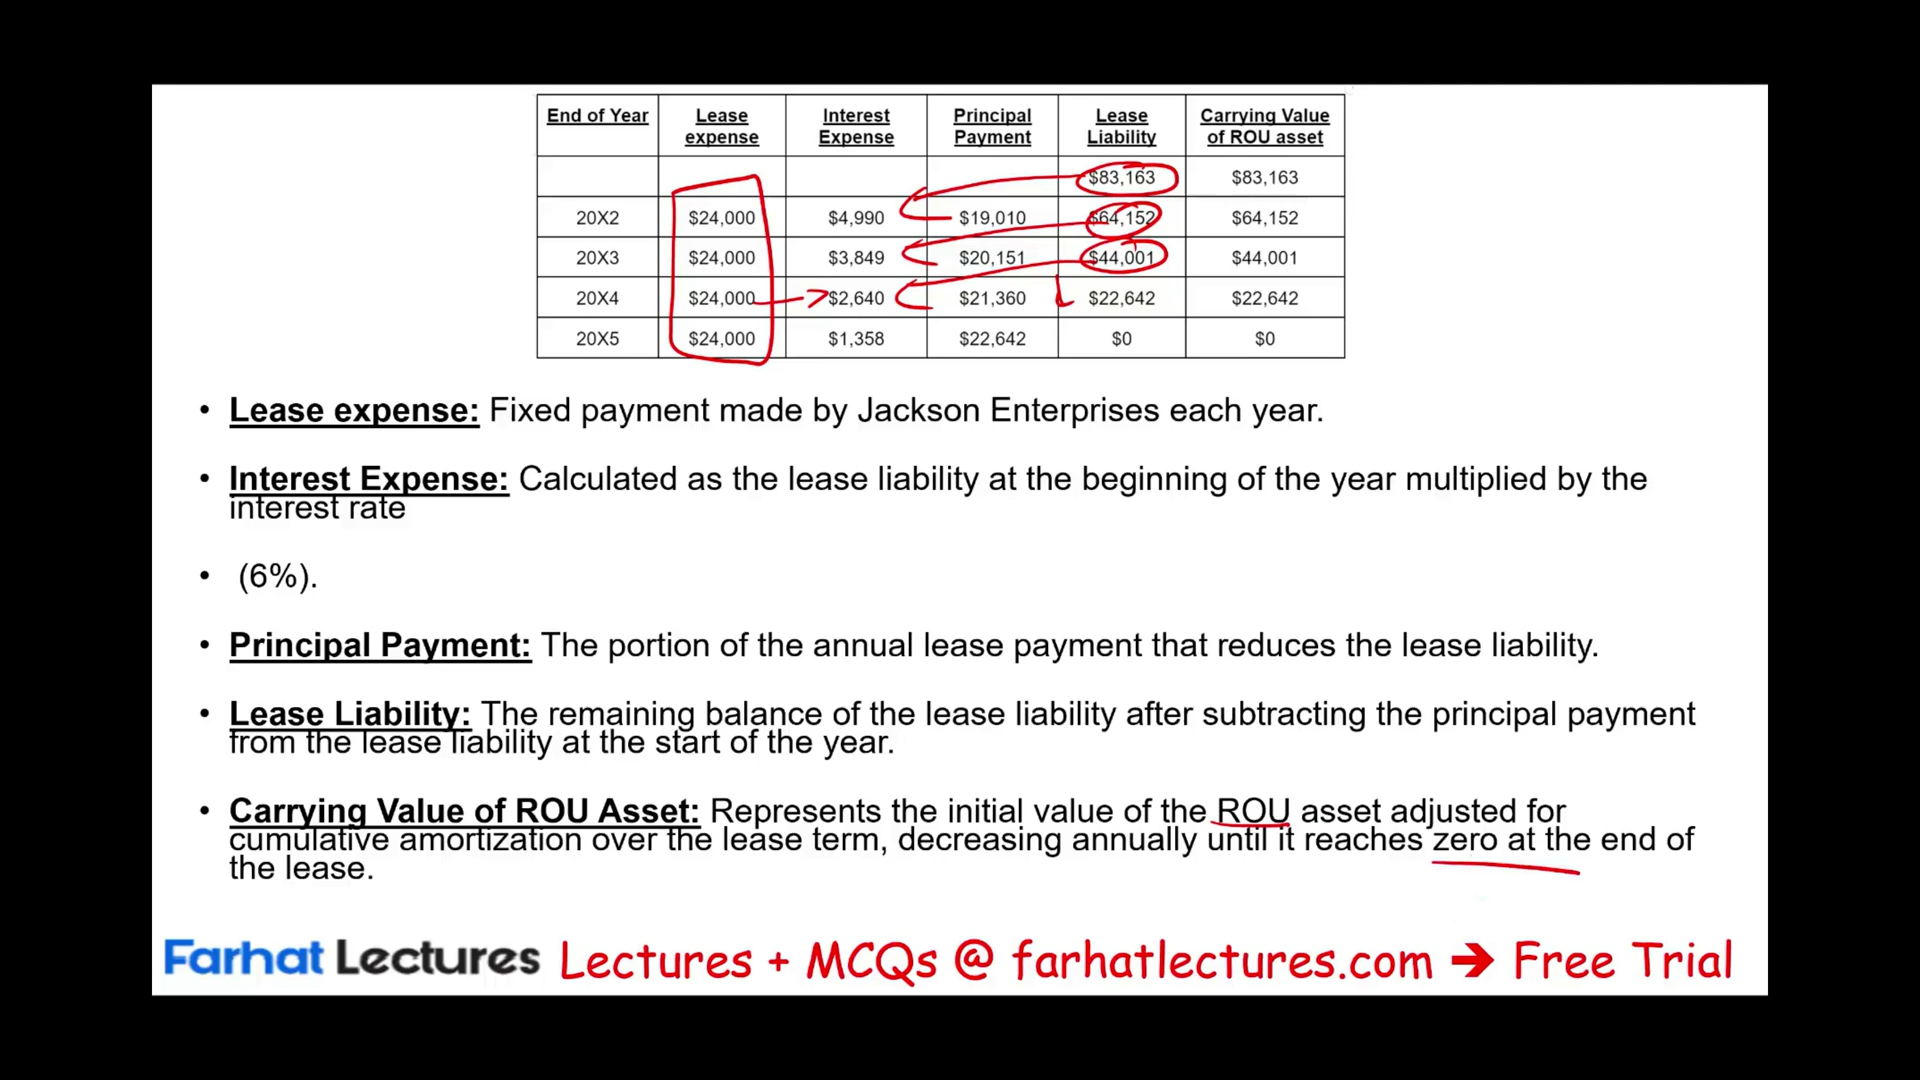 End of Year Lease expense Interest Expense Principal Payment Lease Liability Carrying Value of ROU asset
$83,163 $83,163
20X2 $24,000 $4,990 $19,010 $64,152 $64,152
20X3 $24,000 $3,849 $20,151 $44,001 $44,001
20X4 $24,000 $2,640 $21,360 $22,642 $22,642
20X5 $24,000 $1,358 $22,642 $0 $0
• Lease expense: Fixed payment made by Jackson Enterprises each year.
• Interest Expense: Calculated as the lease liability at the beginning of the year multiplied by the
interest rate
• (6%).
• Principal Payment: The portion of the annual lease payment that reduces the lease liability.
• Lease Liability: The remaining balance of the lease liability after subtracting the principal payment
from the lease liability at the start of the year.
• Carrying Value of ROU Asset: Represents the initial value of the ROU asset adjusted for
cumulative amortization over the lease term, decreasing annually until it reaches zero at the end of
the lease.
Farhat Lectures Lectures + MCQs @ farhatlectures.com ➔ Free Trial